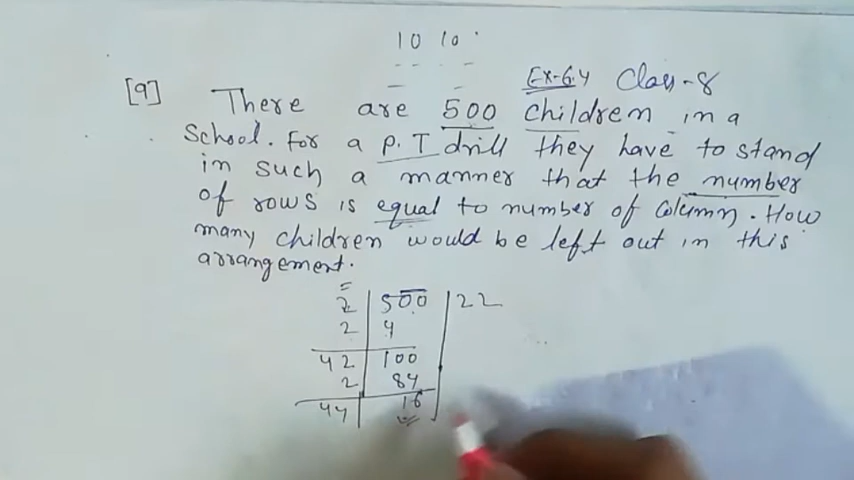 10 10
Ex-6.4 Class-8
[9] There are 500 children in a
School. For a P.T drill they have to stand
in such a manner that the number
of rows is equal to number of Column. How
many children would be left out in this
arrangement.
2 | 500 | 22
2 | 4
42 | 100
2 | 84
44 | 16